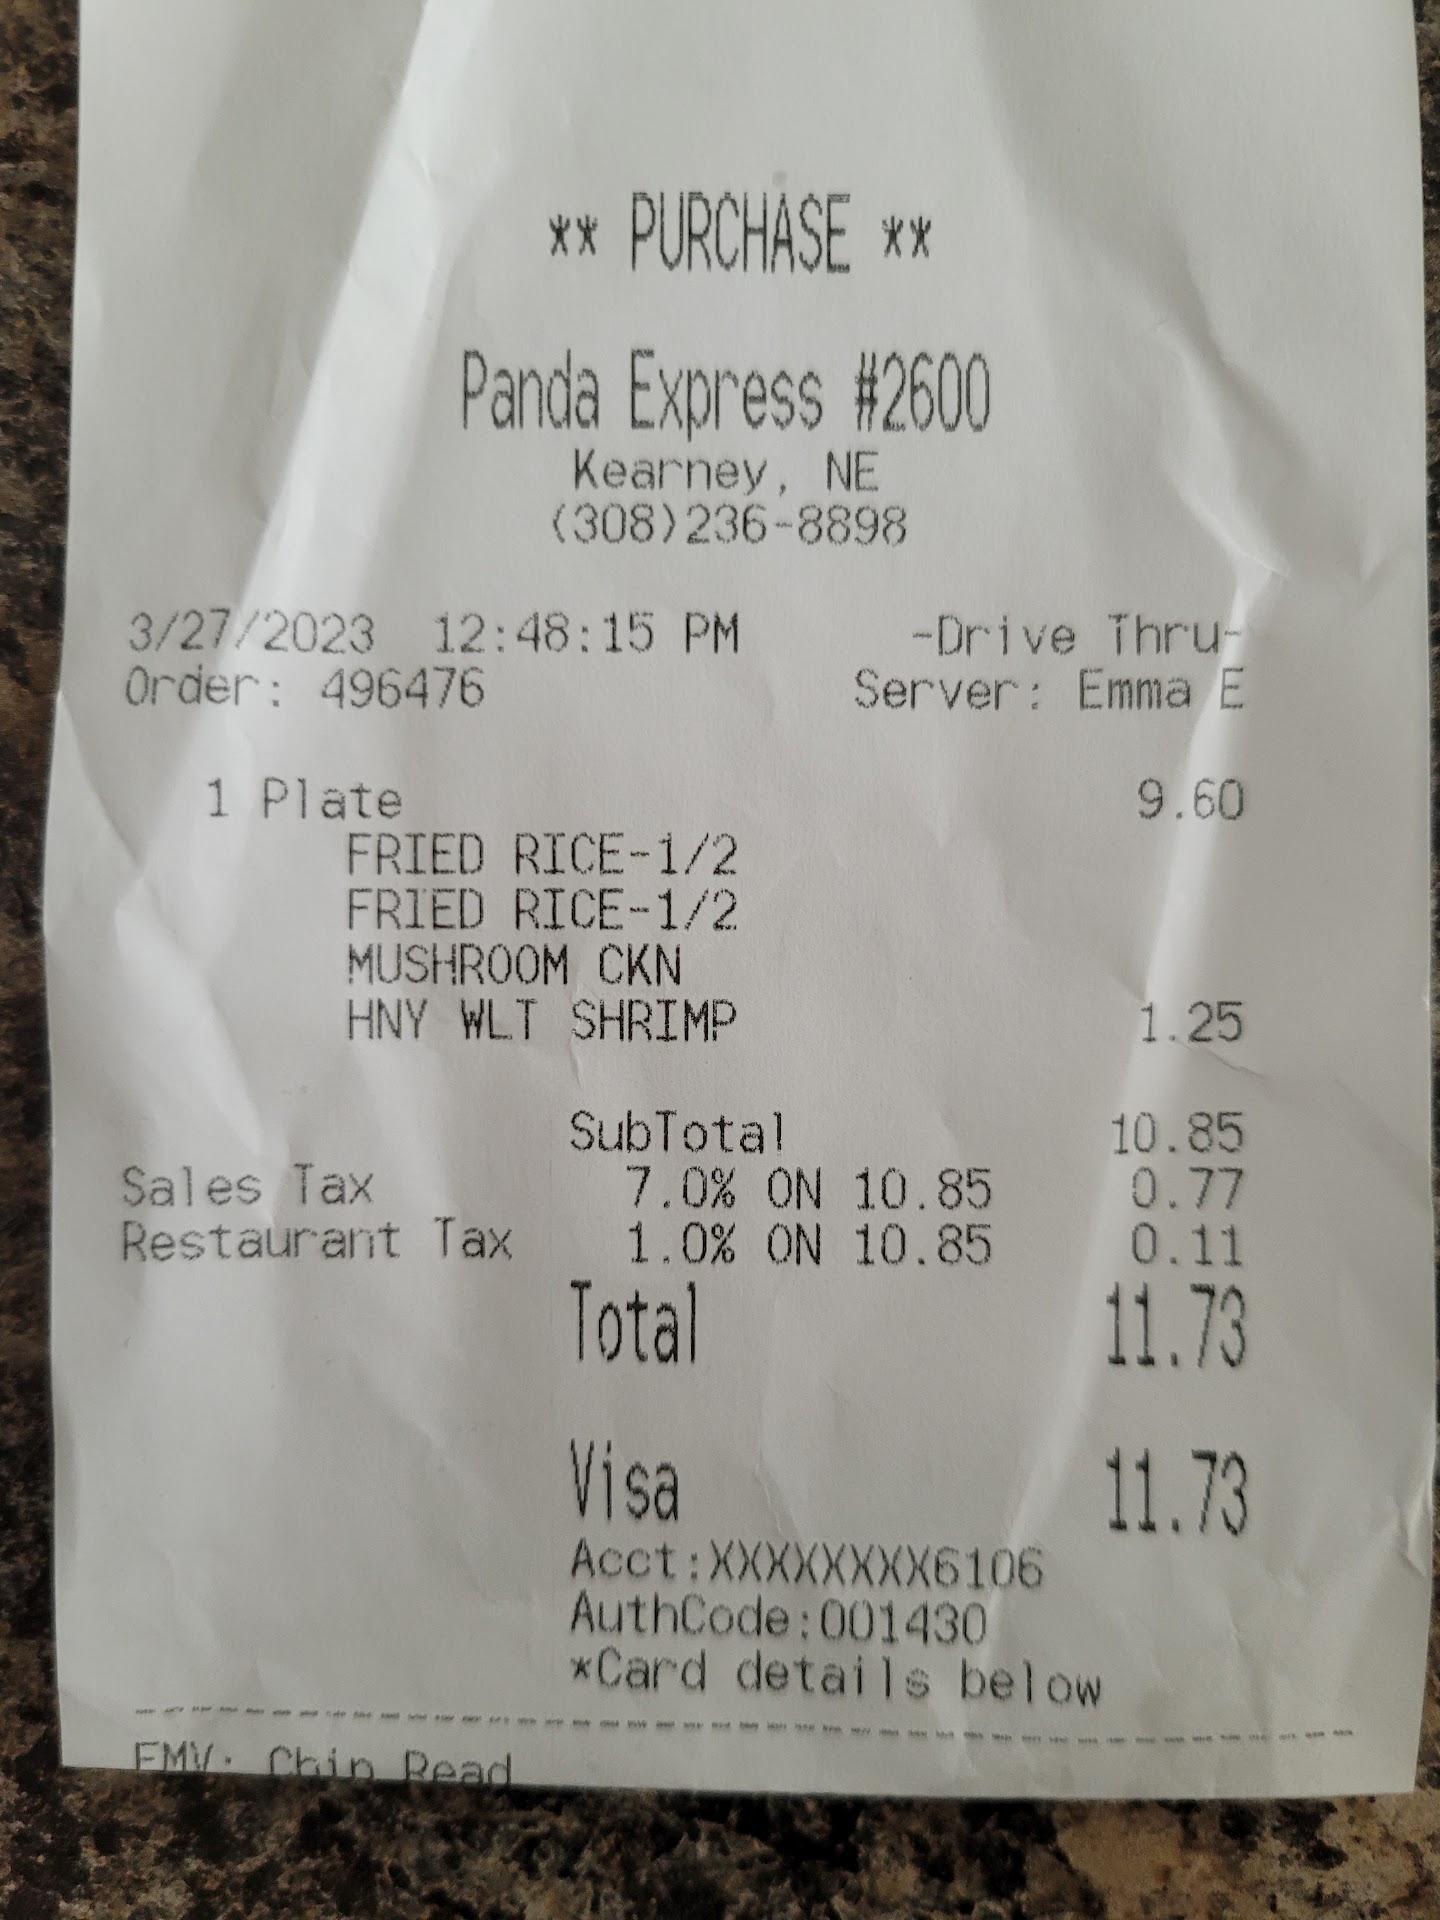 ** PURCHASE **
Panda Express #2600
Kearney, NE
(308)236-8898
3/27/2023 12:48:15 PM -Drive Thru-
Order: 496476 Server: Emma E
1 Plate 9.60
FRIED RICE-1/2
FRIED RICE-1/2
MUSHROOM CKN
HNY WLT SHRIMP 1.25
SubTotal 10.85
Sales Tax 7.0% ON 10.85 0.77
Restaurant Tax 1.0% ON 10.85 0.11
Total 11.73
Visa 11.73
Acct:XXXXXXXX6106
AuthCode:001430
*Card details below
EMV: Chip Read